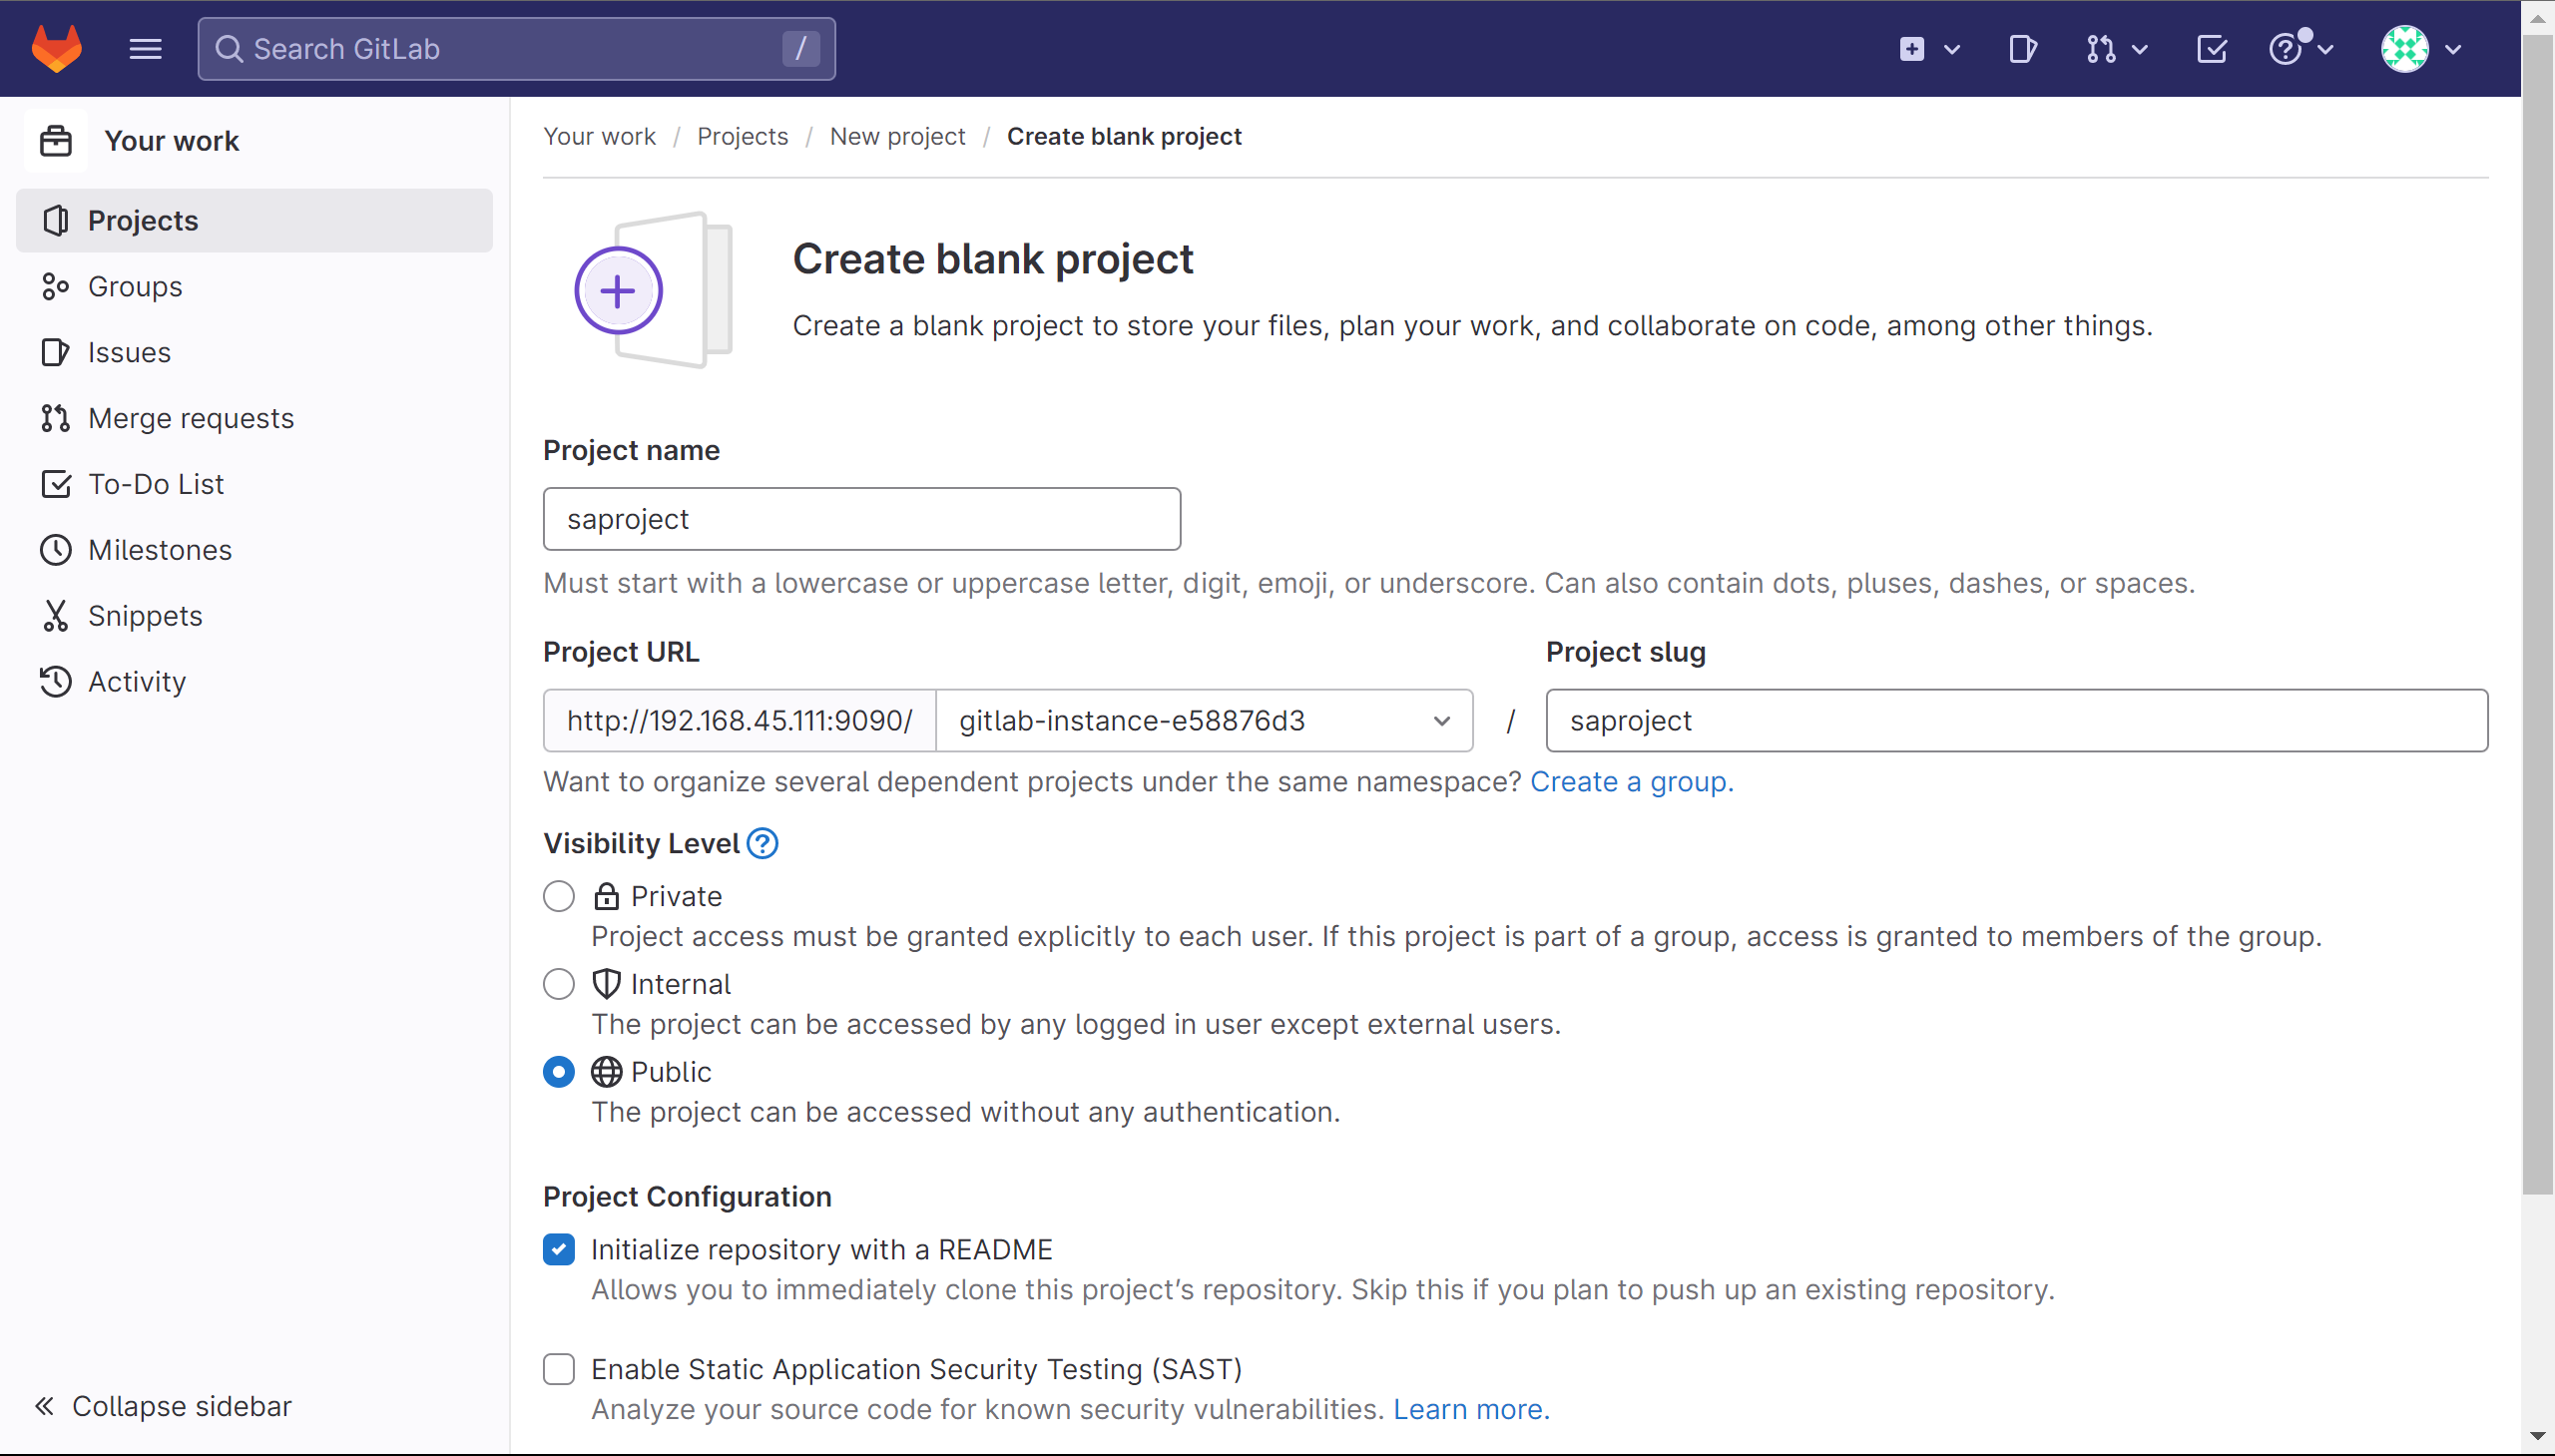 Search GitLab /
Your work
Projects
Groups
Issues
Merge requests
To-Do List
Milestones
Snippets
Activity
Collapse sidebar
Your work / Projects / New project / Create blank project
Create blank project
Create a blank project to store your files, plan your work, and collaborate on code, among other things.
Project name
saproject
Must start with a lowercase or uppercase letter, digit, emoji, or underscore. Can also contain dots, pluses, dashes, or spaces.
Project URL Project slug
http://192.168.45.111:9090/ gitlab-instance-e58876d3 / saproject
Want to organize several dependent projects under the same namespace? Create a group.
Visibility Level ?
Private
Project access must be granted explicitly to each user. If this project is part of a group, access is granted to members of the group.
Internal
The project can be accessed by any logged in user except external users.
Public
The project can be accessed without any authentication.
Project Configuration
Initialize repository with a README
Allows you to immediately clone this project’s repository. Skip this if you plan to push up an existing repository.
Enable Static Application Security Testing (SAST)
Analyze your source code for known security vulnerabilities. Learn more.